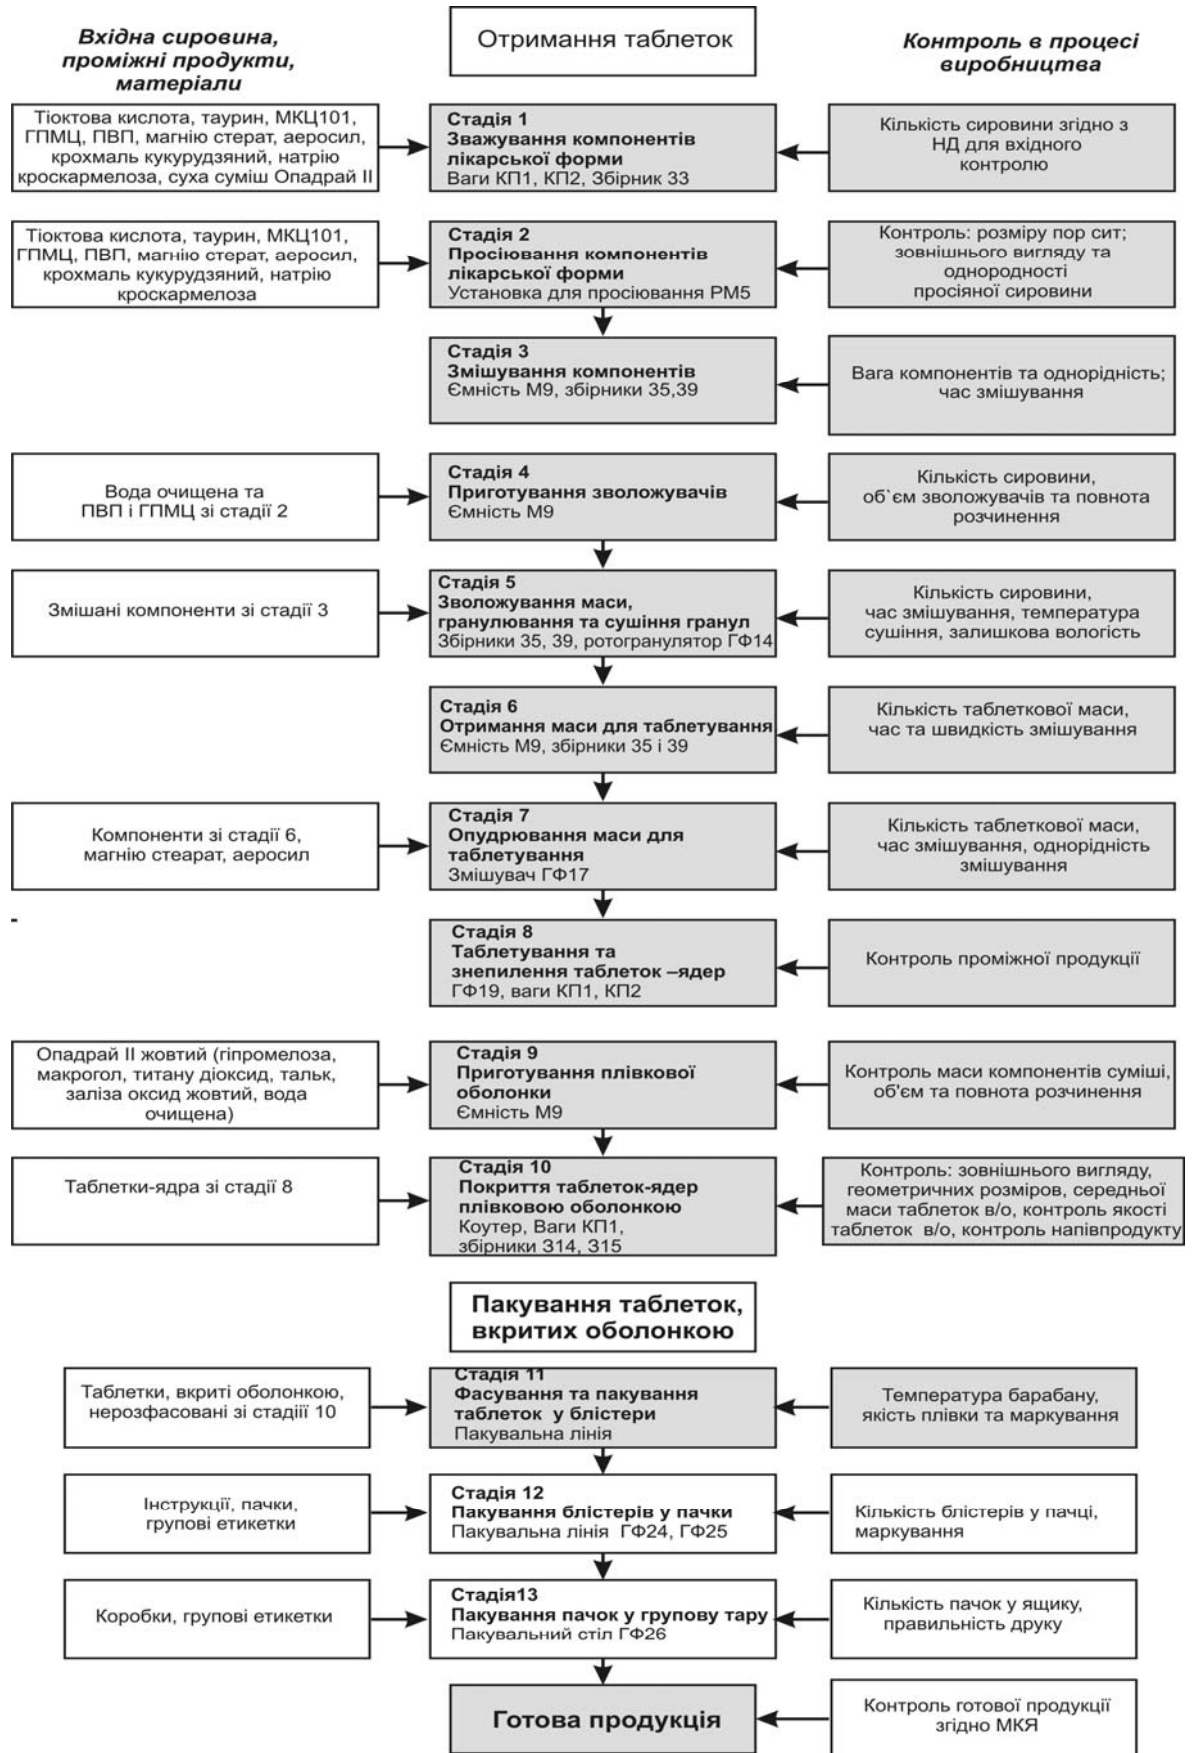 Вхідна сировина,
проміжні продукти,
матеріали
Отримання таблеток
Контроль в процесі
виробництва
Тіоктова кислота, таурин, МКЦ101,
ГПМЦ, ПВП, магнію стерат, аеросил,
крохмаль кукурудзяний, натрію
кроскармелоза, суха суміш Опадрай II
Стадія 1
Зважування компонентів
лікарської форми
Ваги КП1, КП2, Збірник 33
Кількість сировини згідно з
НД для вхідного
контролю
Тіоктова кислота, таурин, МКЦ101,
ГПМЦ, ПВП, магнію стерат, аеросил,
крохмаль кукурудзяний, натрію
кроскармелоза
Стадія 2
Просіювання компонентів
лікарської форми
Установка для просіювання РМ5
Контроль: розміру пор сит;
зовнішнього вигляду та
однородності
просіяної сировини
Стадія 3
Змішування компонентів
Ємність М9, збірники 35,39
Вага компонентів та однорідність;
час змішування
Вода очищена та
ПВП і ГПМЦ зі стадії 2
Стадія 4
Приготування зволожувачів
Ємність М9
Кількість сировини,
об`єм зволожувачів та повнота
розчинення
Змішані компоненти зі стадії 3
Стадія 5
Зволожування маси,
гранулювання та сушіння гранул
Збірники 35, 39, ротогранулятор ГФ14
Кількість сировини,
час змішування, температура
сушіння, залишкова вологість
Стадія 6
Отримання маси для таблетування
Ємність М9, збірники 35 і 39
Кількість таблеткової маси,
час та швидкість змішування
Компоненти зі стадії 6,
магнію стеарат, аеросил
Стадія 7
Опудрювання маси для
таблетування
Змішувач ГФ17
Кількість таблеткової маси,
час змішування, однорідність
змішування
-
Стадія 8
Таблетування та
знепилення таблеток –ядер
ГФ19, ваги КП1, КП2
Контроль проміжної продукції
Опадрай II жовтий (гіпромелоза,
макрогол, титану діоксид, тальк,
заліза оксид жовтий, вода
очищена)
Стадія 9
Приготування плівкової
оболонки
Ємність М9
Контроль маси компонентів суміші,
об'єм та повнота розчинення
Таблетки-ядра зі стадії 8
Стадія 10
Покриття таблеток-ядер
плівковою оболонкою
Коутер, Ваги КП1,
збірники 314, 315
Контроль: зовнішнього вигляду,
геометричних розмірів, середньої
маси таблеток в/о, контроль якості
таблеток в/о, контроль напівпродукту
Пакування таблеток,
вкритих оболонкою
Таблетки, вкриті оболонкою,
нерозфасовані зі стадіії 10
Стадія 11
Фасування та пакування
таблеток у блістери
Пакувальна лінія
Температура барабану,
якість плівки та маркування
Інструкції, пачки,
групові етикетки
Стадія 12
Пакування блістерів у пачки
Пакувальна лінія ГФ24, ГФ25
Кількість блістерів у пачці,
маркування
Коробки, групові етикетки
Стадія13
Пакування пачок у групову тару
Пакувальний стіл ГФ26
Кількість пачок у ящику,
правильність друку
Готова продукція
Контроль готової продукції
згідно МКЯ